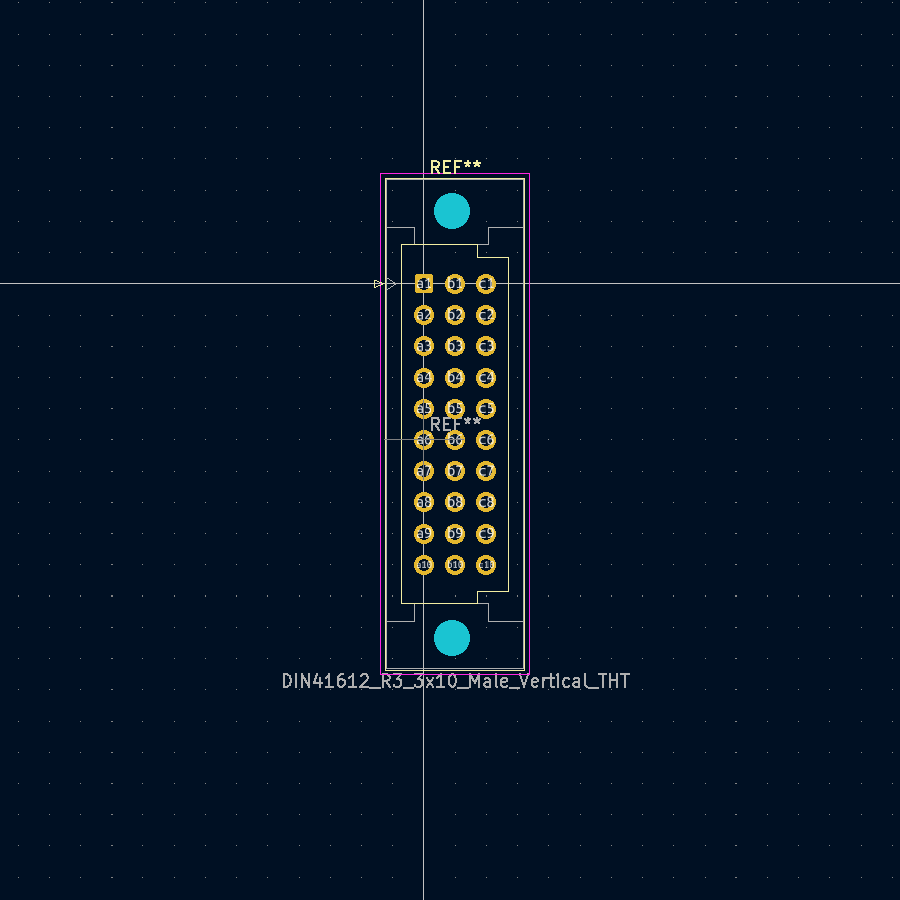 REF**
a1 b1 c1
a2 b2 c2
a3 b3 c3
a4 b4 c4
a5 b5 c5
REF**
a6 b6 c6
a7 b7 c7
a8 b8 c8
a9 b9 c9
a10 b10 c10
DIN41612_R3_3x10_Male_Vertical_THT